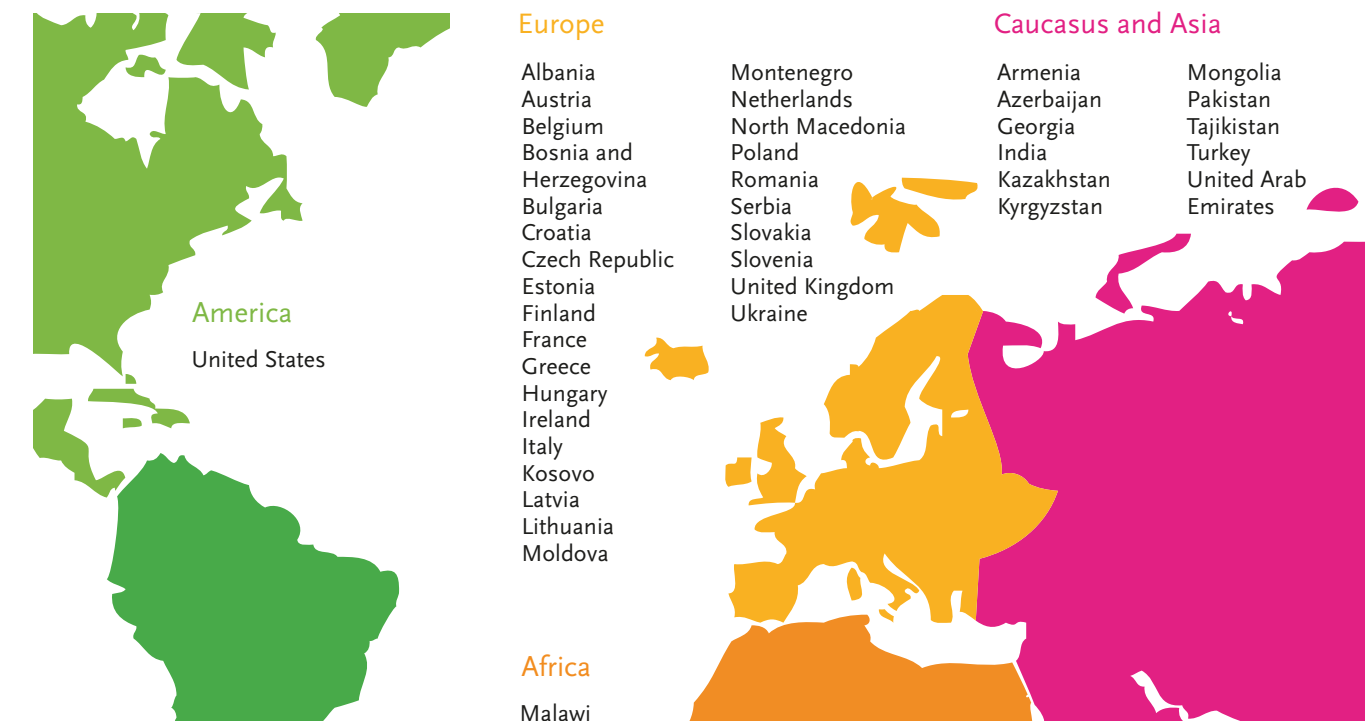 Europe
Albania
Austria
Belgium
Bosnia and
Herzegovina
Bulgaria
Croatia
Czech Republic
Estonia
Finland
France
Greece
Hungary
Ireland
Italy
Kosovo
Latvia
Lithuania
Moldova
Montenegro
Netherlands
North Macedonia
Poland
Romania
Serbia
Slovakia
Slovenia
United Kingdom
Ukraine
Caucasus and Asia
Armenia
Azerbaijan
Georgia
India
Kazakhstan
Kyrgyzstan
Mongolia
Pakistan
Tajikistan
Turkey
United Arab
Emirates
America
United States
Africa
Malawi